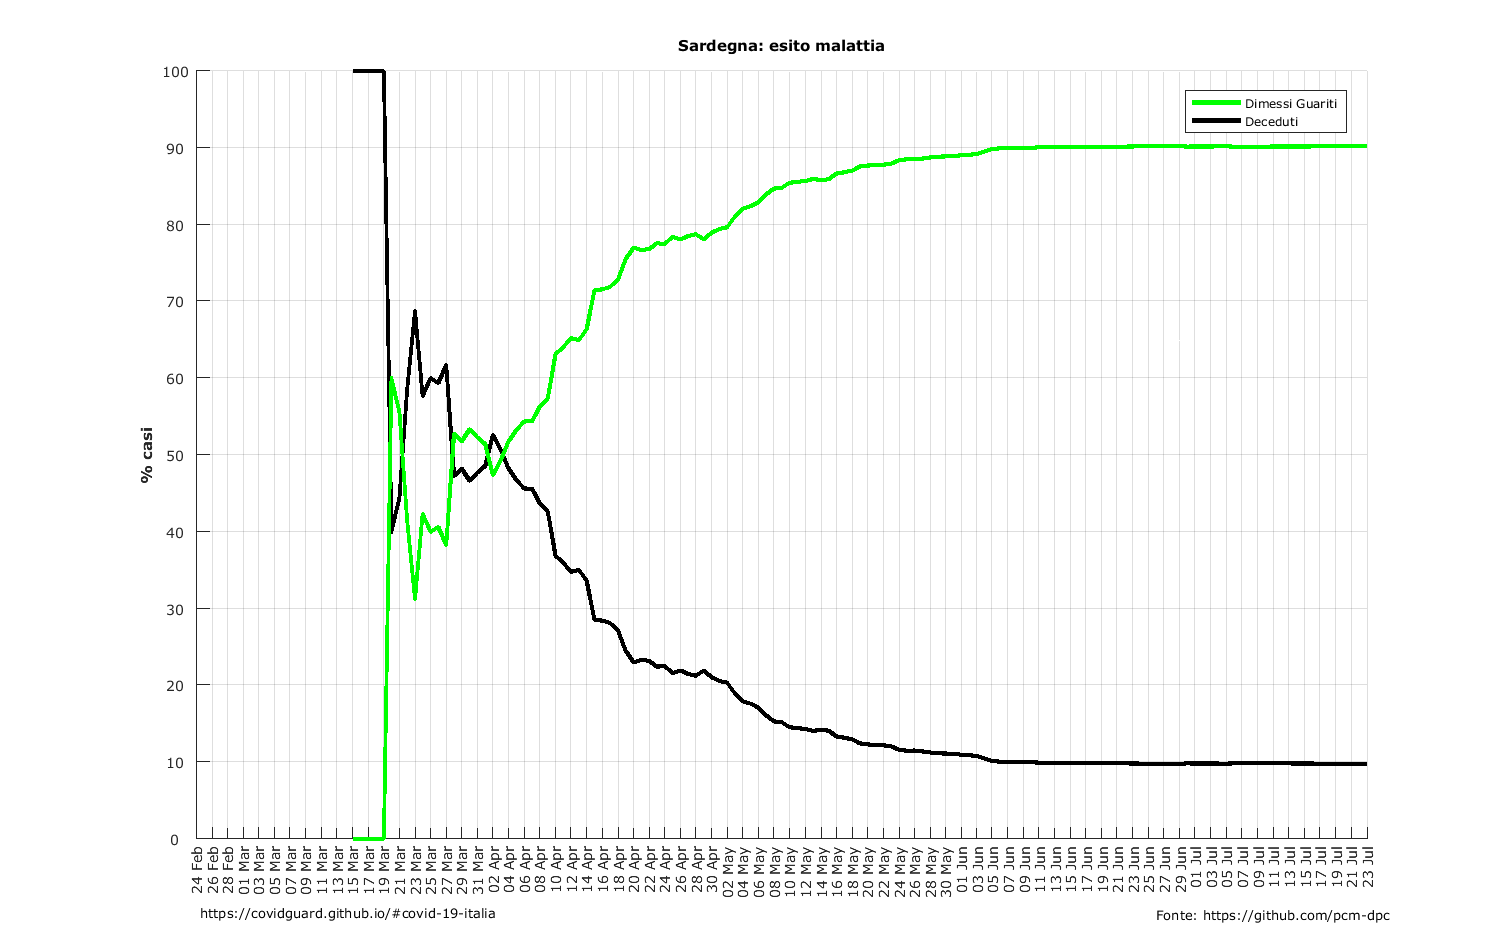 Sardegna: esito malattia
Dimessi Guariti
Deceduti
% casi
100
90
80
70
60
50
40
30
20
10
0
24 Feb
26 Feb
28 Feb
01 Mar
03 Mar
05 Mar
07 Mar
09 Mar
11 Mar
13 Mar
15 Mar
17 Mar
19 Mar
21 Mar
23 Mar
25 Mar
27 Mar
29 Mar
31 Mar
02 Apr
04 Apr
06 Apr
08 Apr
10 Apr
12 Apr
14 Apr
16 Apr
18 Apr
20 Apr
22 Apr
24 Apr
26 Apr
28 Apr
30 Apr
02 May
04 May
06 May
08 May
10 May
12 May
14 May
16 May
18 May
20 May
22 May
24 May
26 May
28 May
30 May
01 Jun
03 Jun
05 Jun
07 Jun
09 Jun
11 Jun
13 Jun
15 Jun
17 Jun
19 Jun
21 Jun
23 Jun
25 Jun
27 Jun
29 Jun
01 Jul
03 Jul
05 Jul
07 Jul
09 Jul
11 Jul
13 Jul
15 Jul
17 Jul
19 Jul
21 Jul
23 Jul
https://covidguard.github.io/#covid-19-italia
Fonte: https://github.com/pcm-dpc